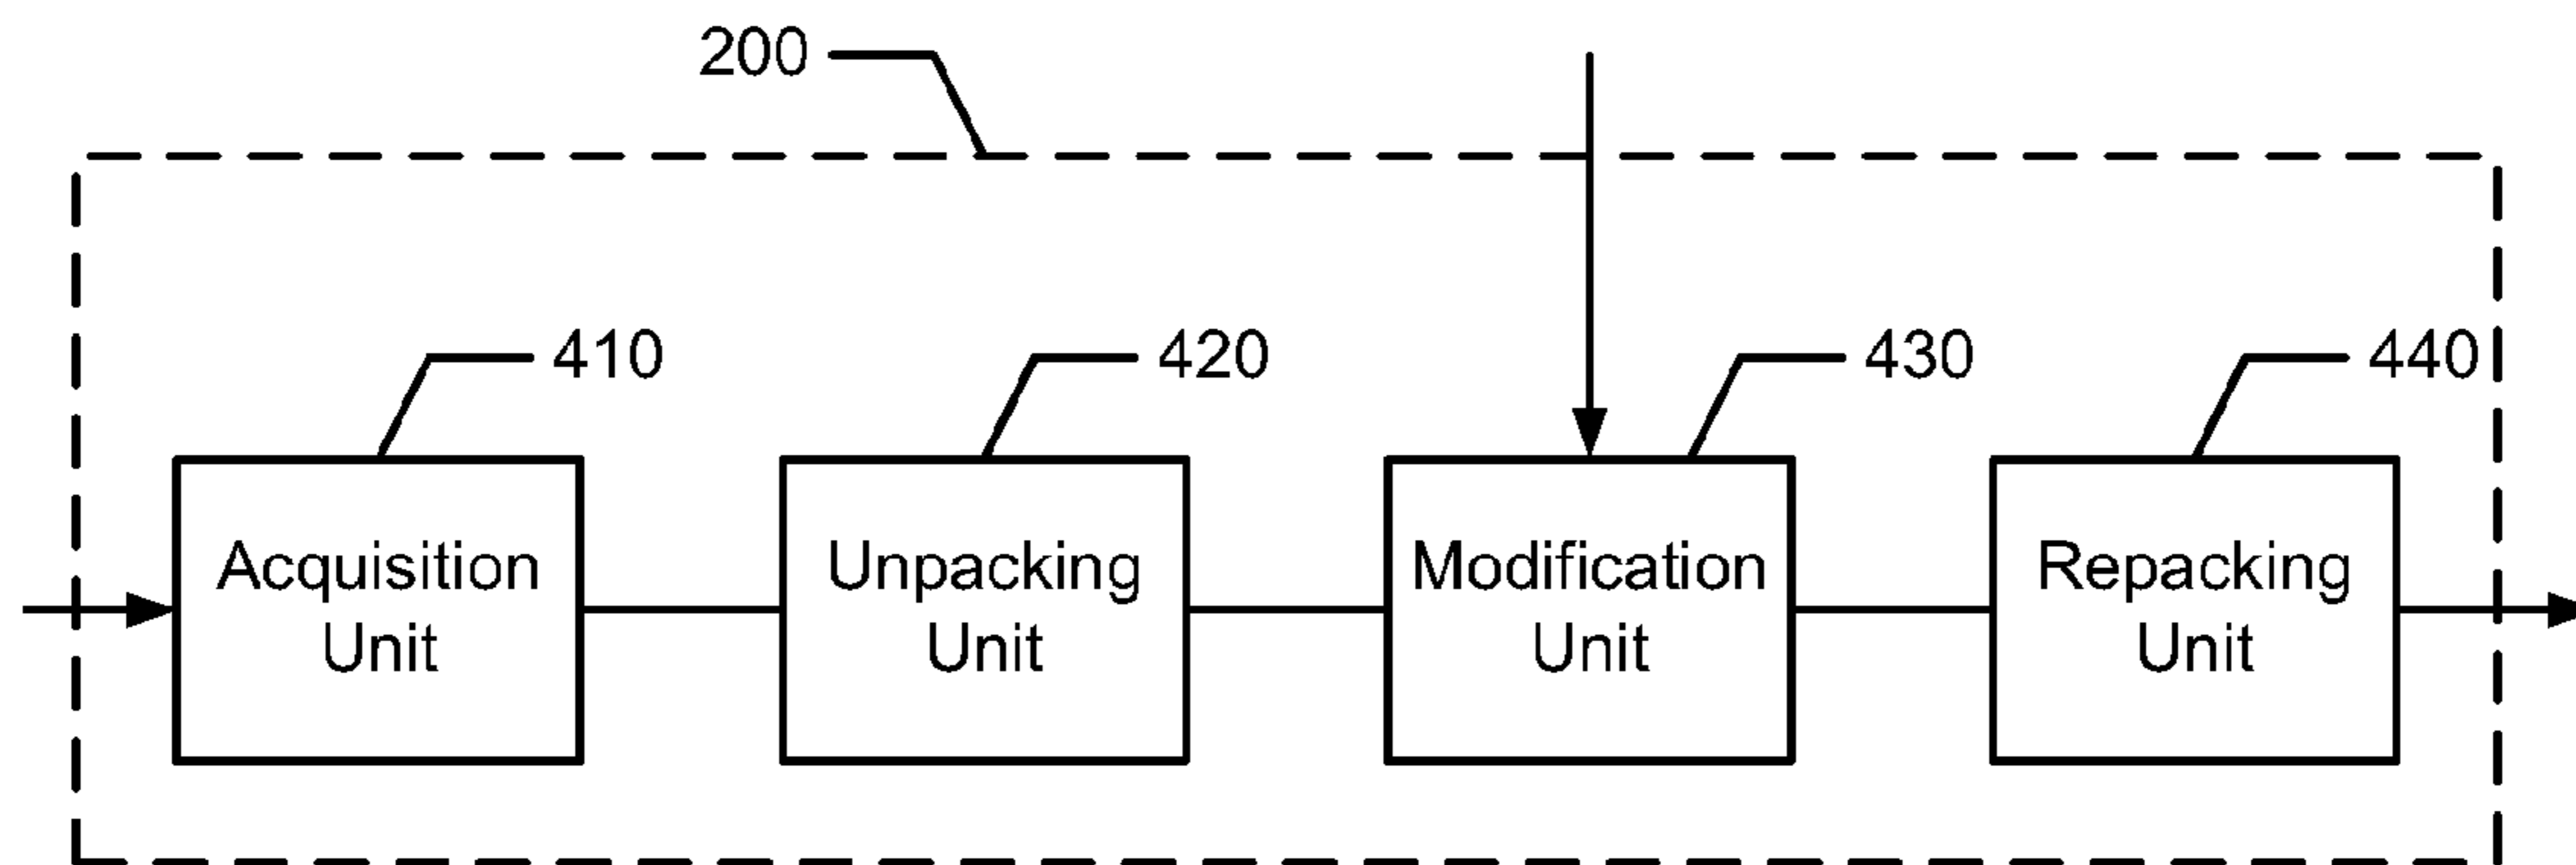 200
410
420
430
440
Acquisition
Unit
Unpacking
Unit
Modification
Unit
Repacking
Unit